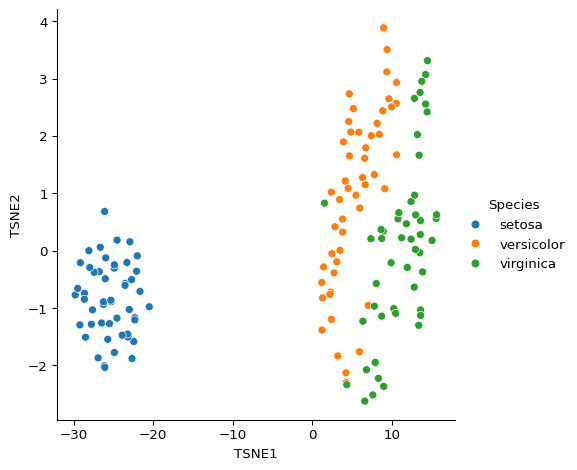 4
3
2
1
0
−1
−2
TSNE2
−30
−20
−10
0
10
TSNE1
Species
setosa
versicolor
virginica